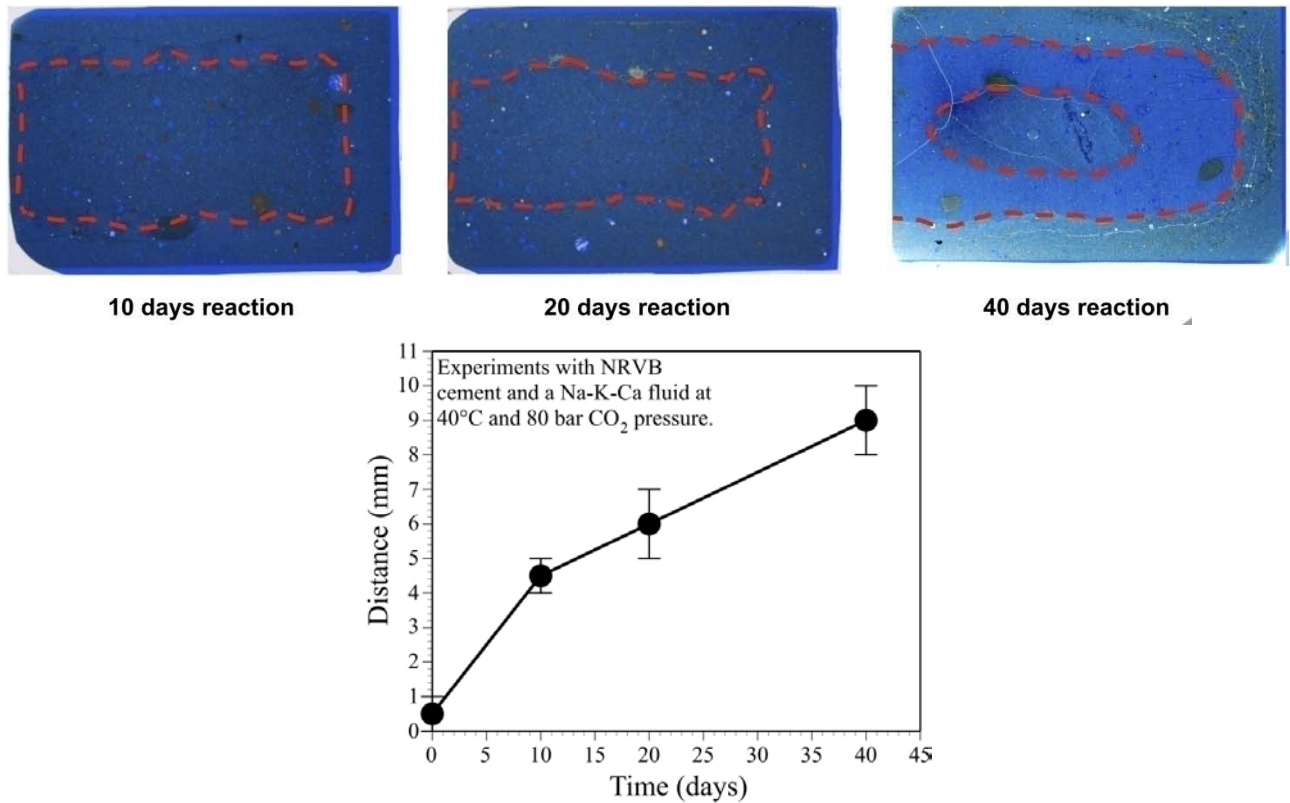 10 days reaction
20 days reaction
40 days reaction
Experiments with NRVB
cement and a Na-K-Ca fluid at
40°C and 80 bar CO₂ pressure.
Distance (mm)
11
10
9
8
7
6
5
4
3
2
1
0
0 5 10 15 20 25 30 35 40 45
Time (days)